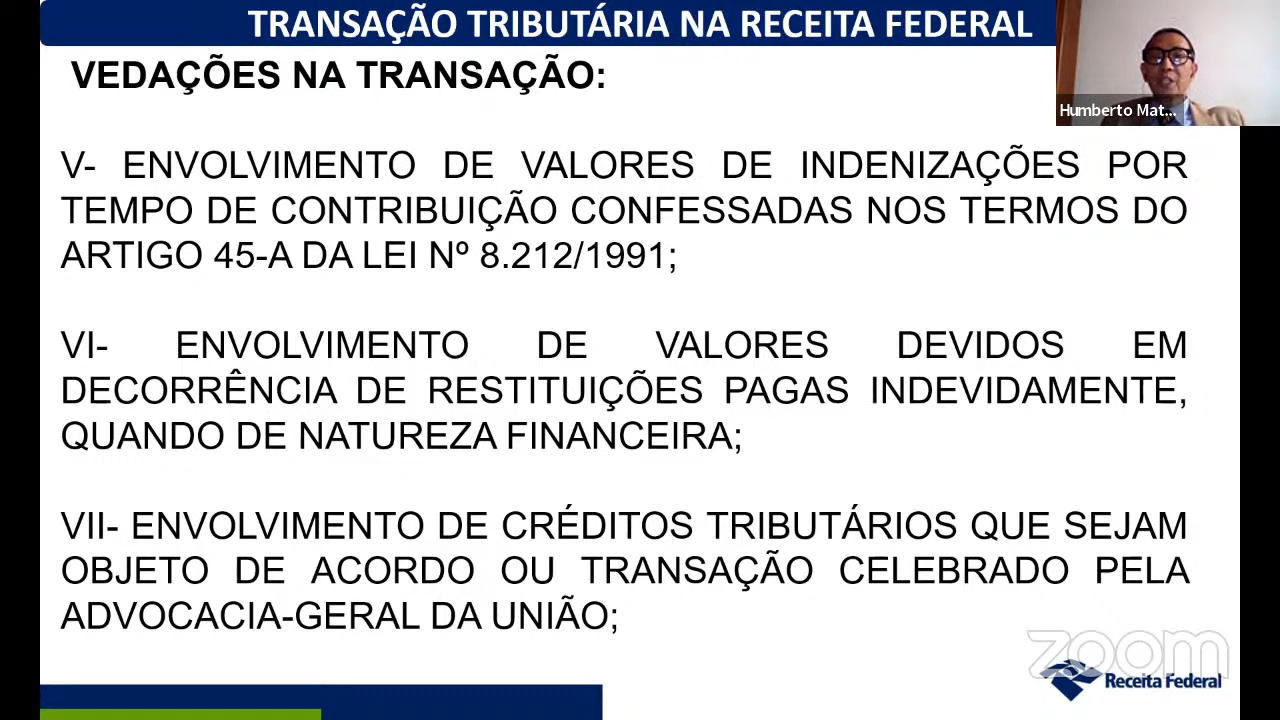 TRANSAÇÃO TRIBUTÁRIA NA RECEITA FEDERAL
VEDAÇÕES NA TRANSAÇÃO:
Humberto Mat...
V- ENVOLVIMENTO DE VALORES DE INDENIZAÇÕES POR
TEMPO DE CONTRIBUIÇÃO CONFESSADAS NOS TERMOS DO
ARTIGO 45-A DA LEI Nº 8.212/1991;
VI- ENVOLVIMENTO DE VALORES DEVIDOS EM
DECORRÊNCIA DE RESTITUIÇÕES PAGAS INDEVIDAMENTE,
QUANDO DE NATUREZA FINANCEIRA;
VII- ENVOLVIMENTO DE CRÉDITOS TRIBUTÁRIOS QUE SEJAM
OBJETO DE ACORDO OU TRANSAÇÃO CELEBRADO PELA
ADVOCACIA-GERAL DA UNIÃO;
zoom
Receita Federal